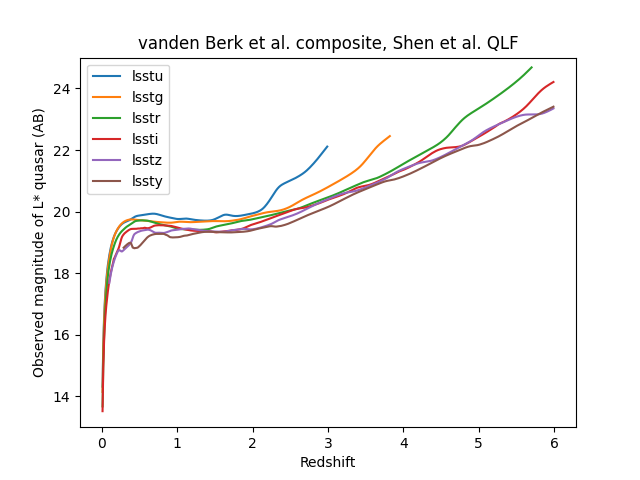 vanden Berk et al. composite, Shen et al. QLF
Observed magnitude of L* quasar (AB)
24
22
20
18
16
14
lsstu
lsstg
lsstr
lssti
lsstz
lssty
0
1
2
3
4
5
6
Redshift